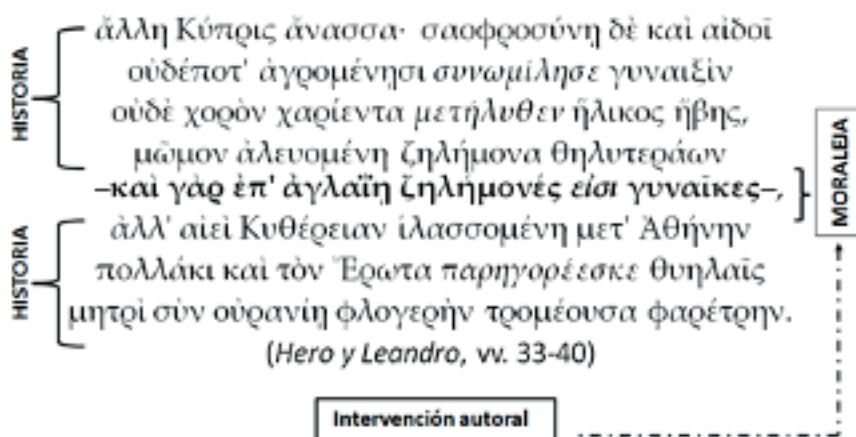 HISTORIA
ἄλλη Κύπρις ἄνασσα· σαοφροσύνῃ δὲ καὶ αἰδοῖ
οὐδέποτ' ἀγρομένῃσι συνωμίλησε γυναιξὶν
οὐδὲ χορὸν χαρίεντα μετήλυθεν ἥλικος ἥβης,
μῶμον ἀλευομένη ζηλήμονα θηλυτεράων
–καὶ γὰρ ἐπ' ἀγλαΐῃ ζηλήμονές εἰσι γυναῖκες–,
MORALEJA
HISTORIA
ἀλλ' αἰεὶ Κυθέρειαν ἱλασσομένη μετ' Ἀθήνην
πολλάκι καὶ τὸν Ἔρωτα παρηγορέεσκε θυηλαῖς
μητρὶ σὺν οὐρανίῃ φλογερὴν τρομέουσα φαρέτρην.
(Hero y Leandro, vv. 33-40)
Intervención autoral